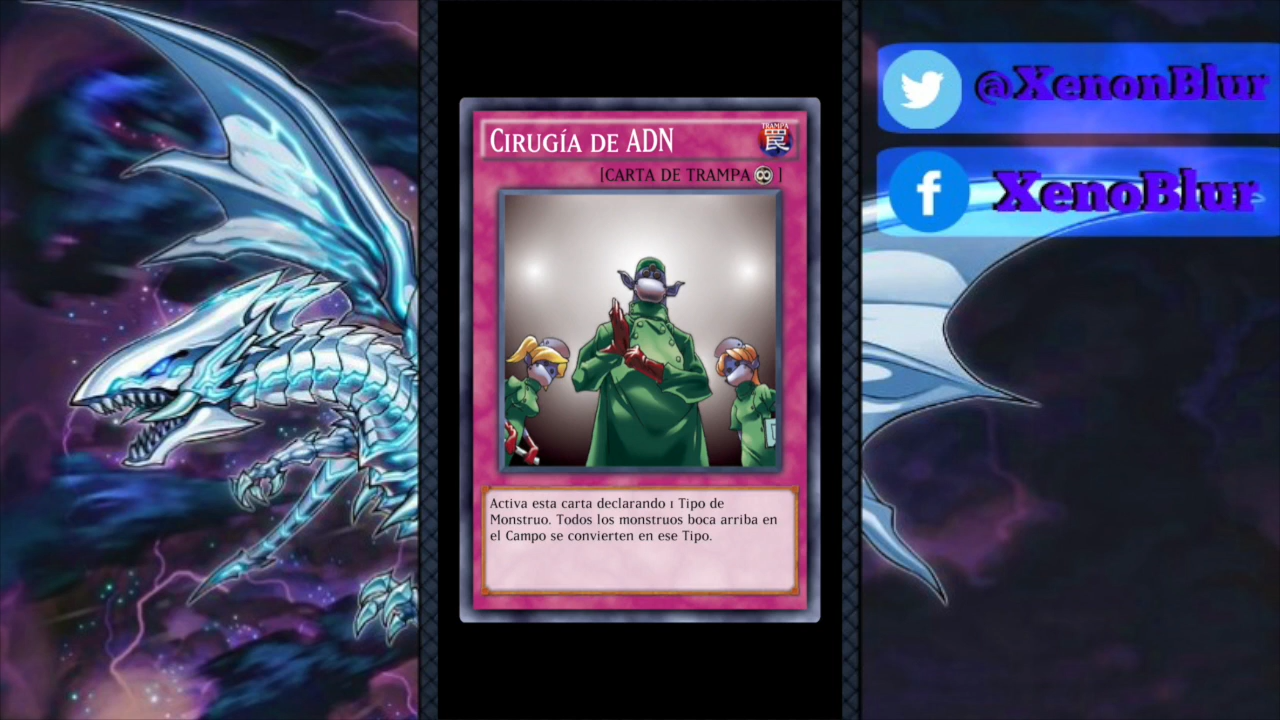 CIRUGÍA DE ADN
TRAMPA
罠
[CARTA DE TRAMPA ]
Activa esta carta declarando 1 Tipo de
Monstruo. Todos los monstruos boca arriba en
el Campo se convierten en ese Tipo.
@XenonBlur
f XenoBlur